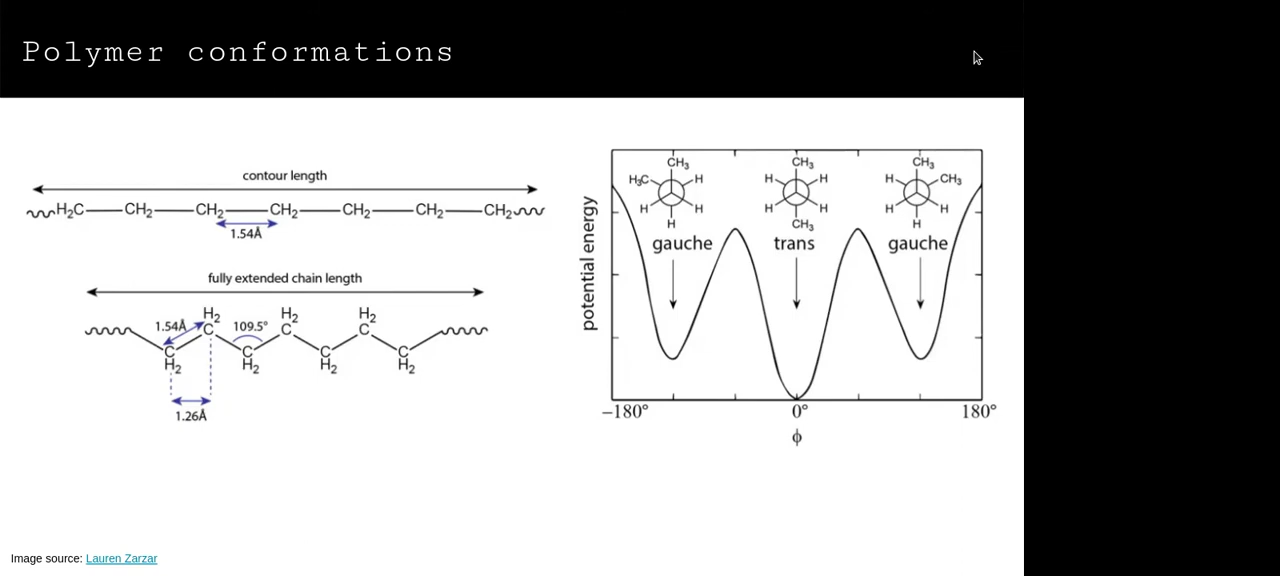 Polymer conformations
contour length
H₂C—CH₂—CH₂—CH₂—CH₂—CH₂—CH₂
1.54Å
fully extended chain length
H₂ H₂ H₂
1.54Å C 109.5° C C
C C C C
H₂ H₂ H₂ H₂
1.26Å
potential energy
CH₃ CH₃ CH₃
H₃C H H H H CH₃
H H H H H H
H CH₃ H
gauche trans gauche
−180° 0° 180°
ϕ
Image source: Lauren Zarzar